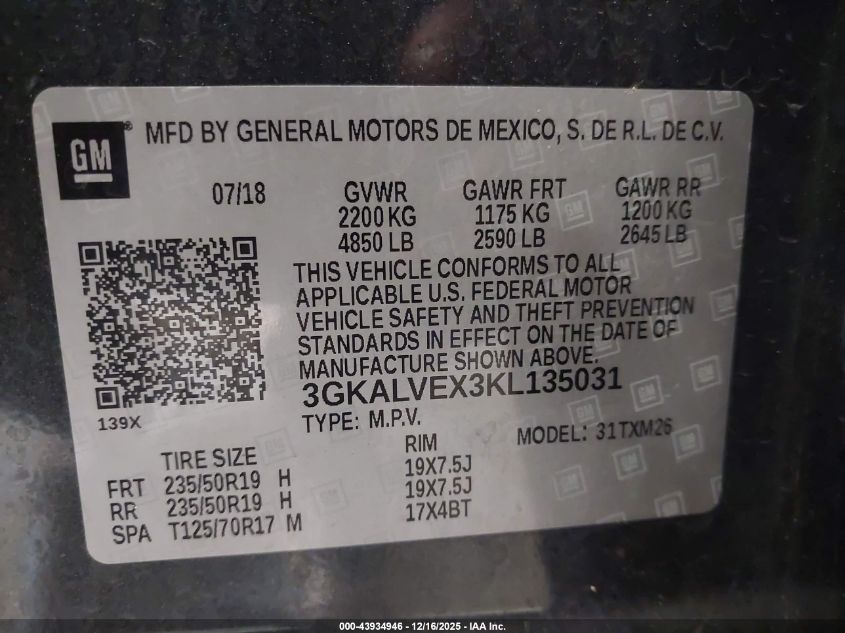 GM® MFD BY GENERAL MOTORS DE MEXICO, S. DE R.L. DE C.V.
07/18 GVWR GAWR FRT GAWR RR
2200 KG 1175 KG 1200 KG
4850 LB 2590 LB 2645 LB
THIS VEHICLE CONFORMS TO ALL
APPLICABLE U.S. FEDERAL MOTOR
VEHICLE SAFETY AND THEFT PREVENTION
STANDARDS IN EFFECT ON THE DATE OF
MANUFACTURE SHOWN ABOVE.
3GKALVEX3KL135031
139X
TYPE: M.P.V. MODEL: 31TXM26
TIRE SIZE RIM
FRT 235/50R19 H 19X7.5J
RR 235/50R19 H 19X7.5J
SPA T125/70R17 M 17X4BT
000-43934946 - 12/16/2025 - IAA Inc.